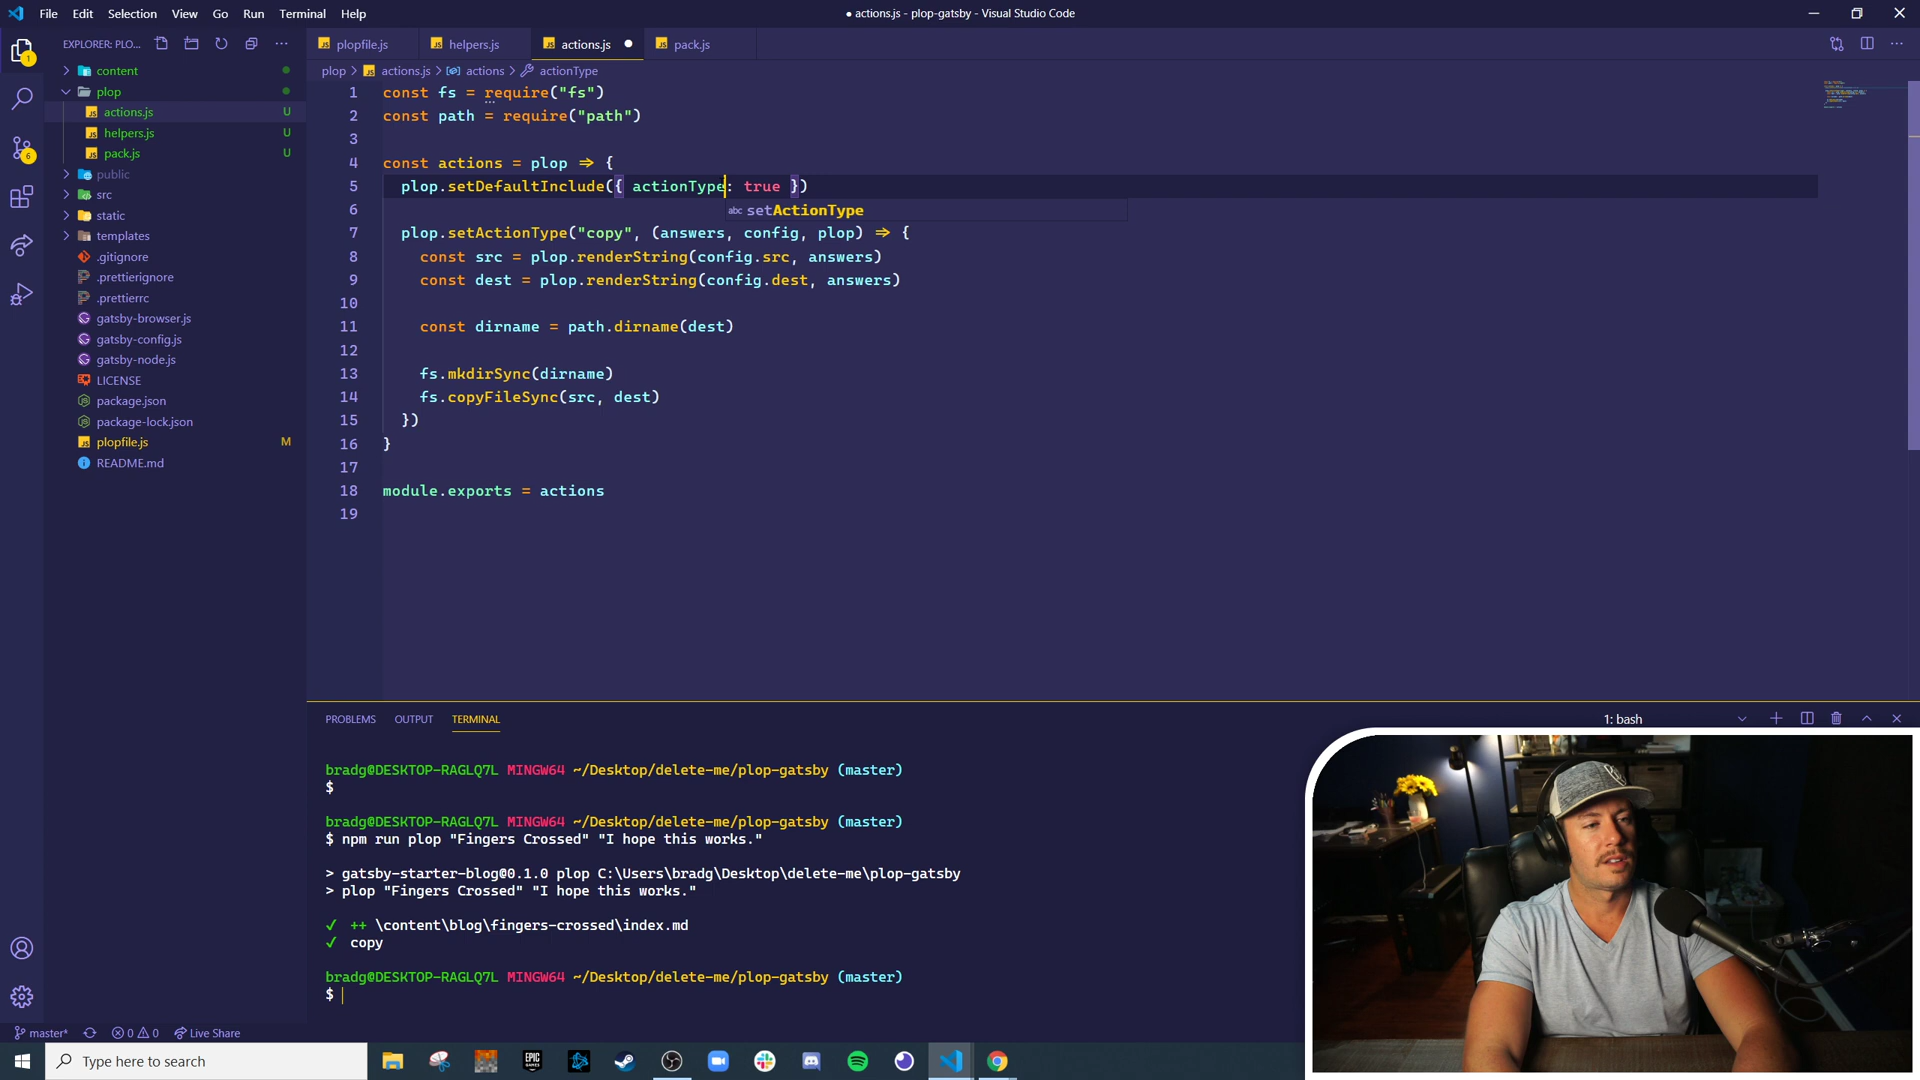 File Edit Selection View Go Run Terminal Help
● actions.js - plop-gatsby - Visual Studio Code
EXPLORER: PLO...
plopfile.js
helpers.js
actions.js
pack.js
plop > actions.js > actions > actionType
content
plop
actions.js U
helpers.js U
pack.js U
public
src
static
templates
.gitignore
.prettierignore
.prettierrc
gatsby-browser.js
gatsby-config.js
gatsby-node.js
LICENSE
package.json
package-lock.json
plopfile.js M
README.md
1 const fs = require("fs")
2 const path = require("path")
3
4 const actions = plop => {
5 plop.setDefaultInclude({ actionType: true })
abc setActionType
6
7 plop.setActionType("copy", (answers, config, plop) => {
8 const src = plop.renderString(config.src, answers)
9 const dest = plop.renderString(config.dest, answers)
10
11 const dirname = path.dirname(dest)
12
13 fs.mkdirSync(dirname)
14 fs.copyFileSync(src, dest)
15 })
16 }
17
18 module.exports = actions
19
PROBLEMS OUTPUT TERMINAL
1: bash
bradg@DESKTOP-RAGLQ7L MINGW64 ~/Desktop/delete-me/plop-gatsby (master)
$
bradg@DESKTOP-RAGLQ7L MINGW64 ~/Desktop/delete-me/plop-gatsby (master)
$ npm run plop "Fingers Crossed" "I hope this works."
> gatsby-starter-blog@0.1.0 plop C:\Users\bradg\Desktop\delete-me\plop-gatsby
> plop "Fingers Crossed" "I hope this works."
✓ ++ \content\blog\fingers-crossed\index.md
✓ copy
bradg@DESKTOP-RAGLQ7L MINGW64 ~/Desktop/delete-me/plop-gatsby (master)
$
1
6
master* 0 0 Live Share
Type here to search
EPIC GAMES